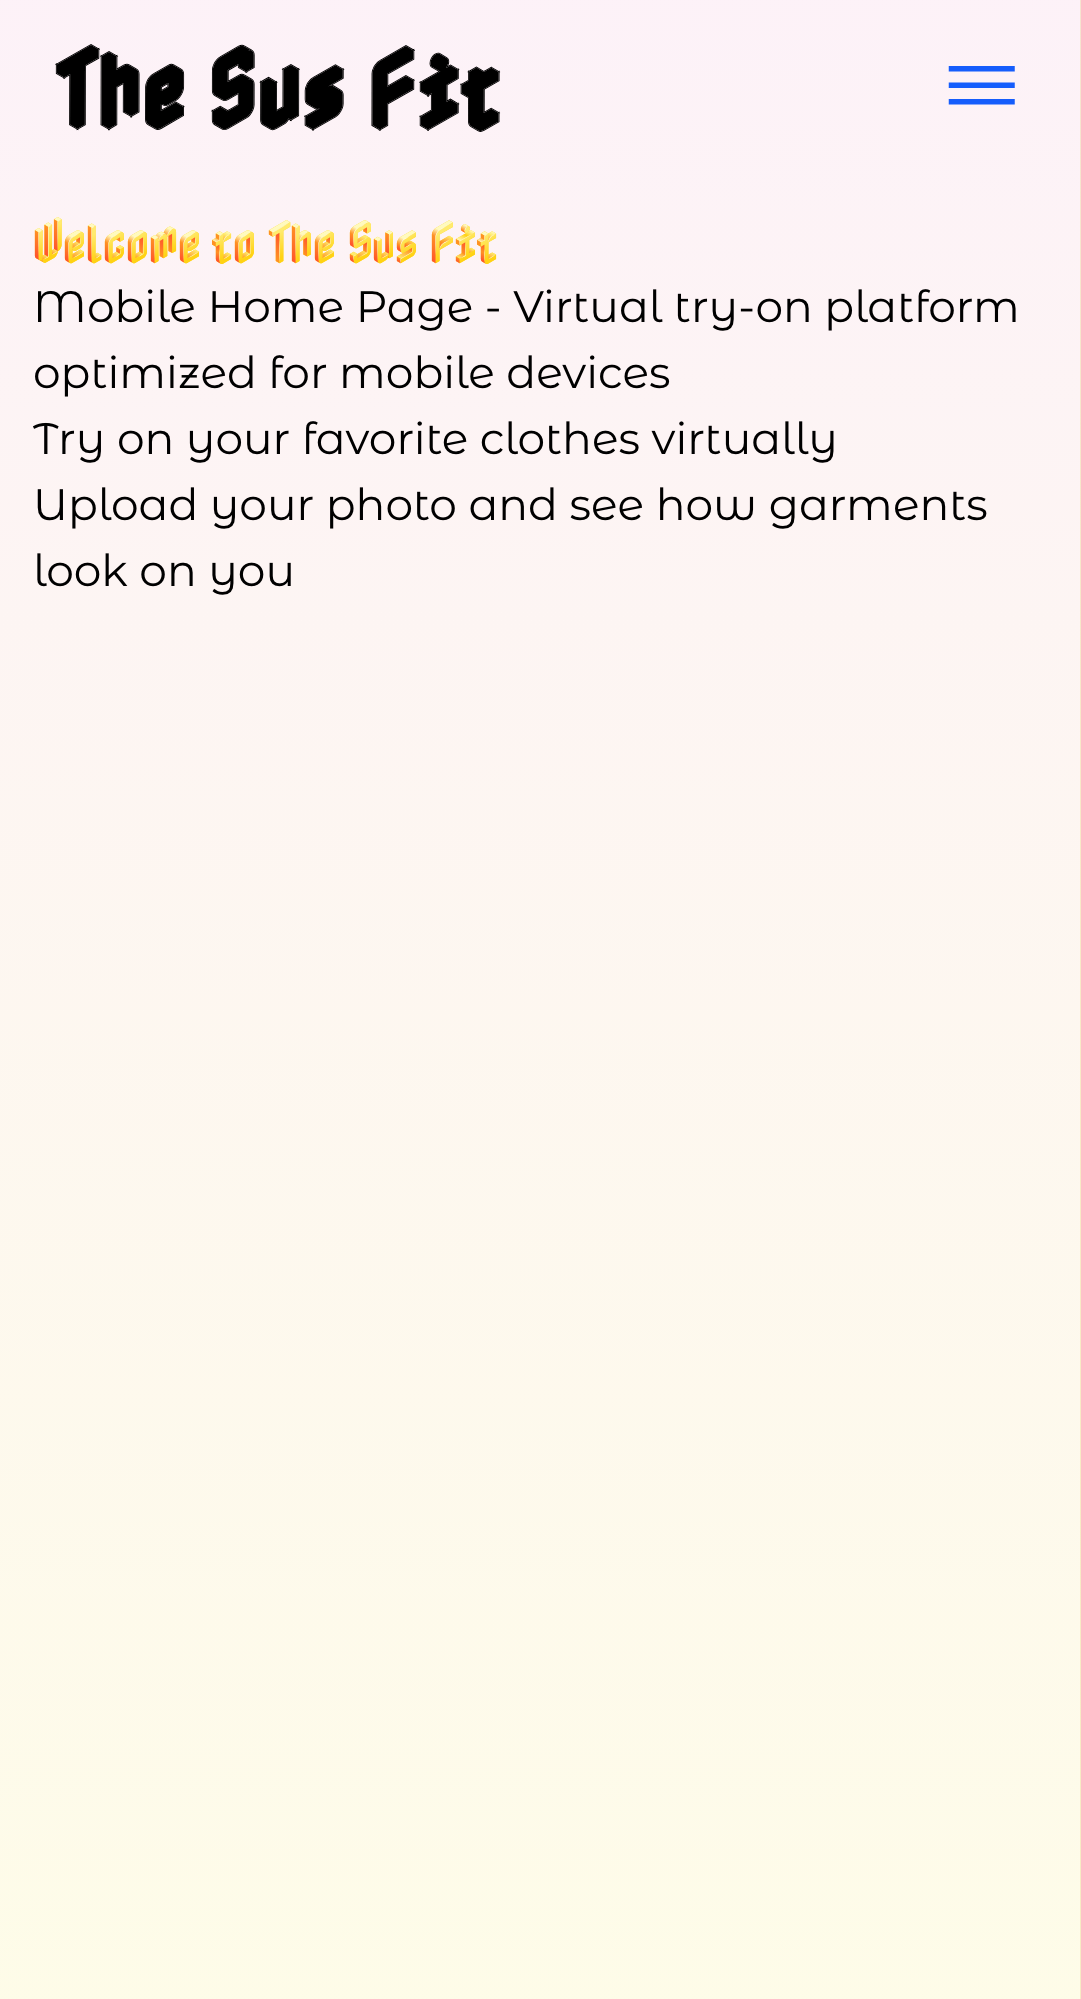 The Sus Fit
Welcome to The Sus Fit
Mobile Home Page - Virtual try-on platform
optimized for mobile devices
Try on your favorite clothes virtually
Upload your photo and see how garments
look on you